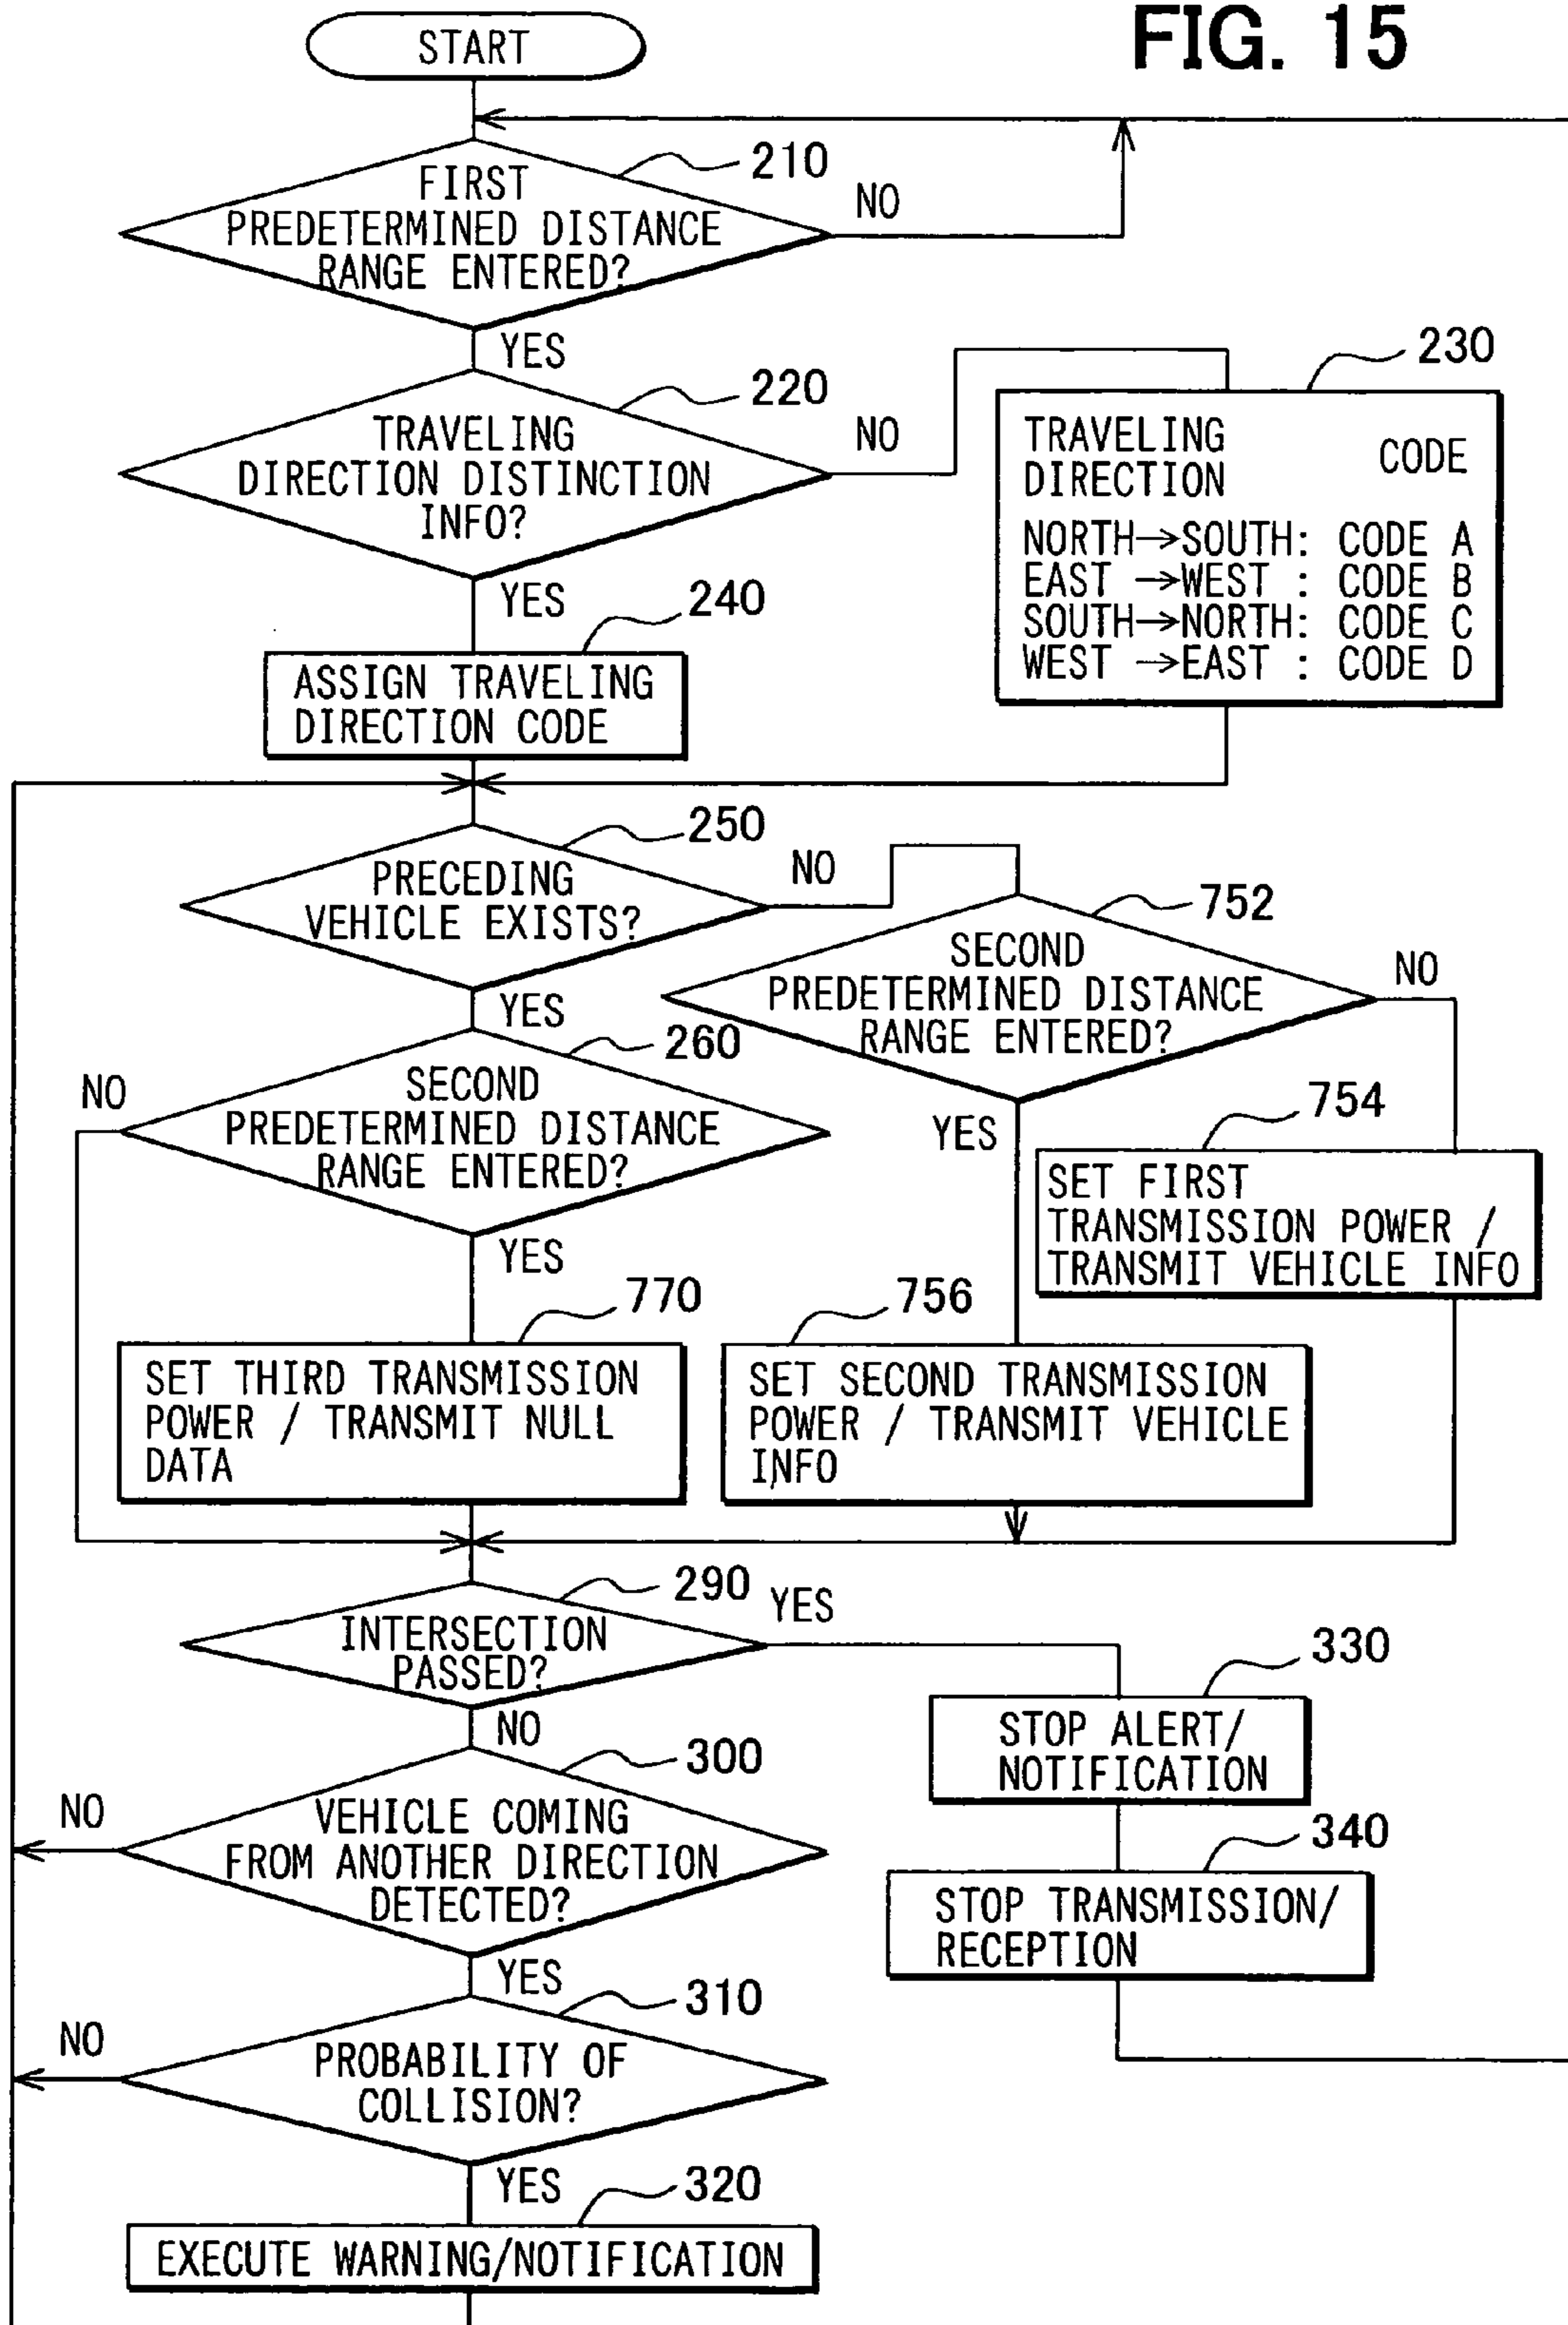 FIG. 15
START
210
FIRST
PREDETERMINED DISTANCE
RANGE ENTERED?
NO
YES
220
TRAVELING
DIRECTION DISTINCTION
INFO?
NO
230
TRAVELING
DIRECTION
CODE
NORTH→SOUTH: CODE A
EAST →WEST : CODE B
SOUTH→NORTH: CODE C
WEST →EAST : CODE D
YES
240
ASSIGN TRAVELING
DIRECTION CODE
250
PRECEDING
VEHICLE EXISTS?
NO
752
SECOND
PREDETERMINED DISTANCE
RANGE ENTERED?
NO
YES
260
SECOND
PREDETERMINED DISTANCE
RANGE ENTERED?
NO
YES
754
SET FIRST
TRANSMISSION POWER /
TRANSMIT VEHICLE INFO
YES
770
SET THIRD TRANSMISSION
POWER / TRANSMIT NULL
DATA
756
SET SECOND TRANSMISSION
POWER / TRANSMIT VEHICLE
INFO
290
INTERSECTION
PASSED?
YES
330
STOP ALERT/
NOTIFICATION
NO
300
VEHICLE COMING
FROM ANOTHER DIRECTION
DETECTED?
NO
340
STOP TRANSMISSION/
RECEPTION
YES
310
PROBABILITY OF
COLLISION?
NO
YES
320
EXECUTE WARNING/NOTIFICATION